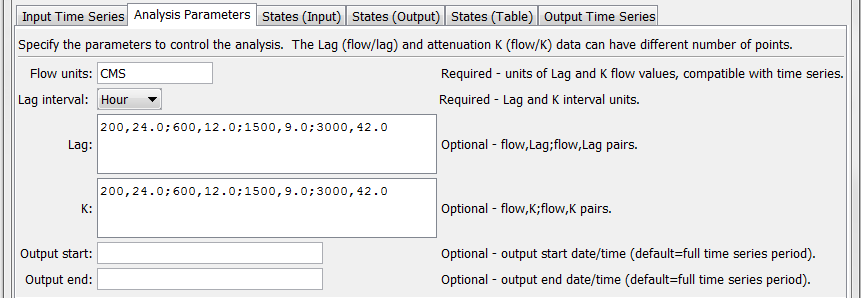 Input Time Series Analysis Parameters States (Input) States (Output) States (Table) Output Time Series
Specify the parameters to control the analysis.  The Lag (flow/lag) and attenuation K (flow/K) data can have different number of points.
Flow units: CMS Required - units of Lag and K flow values, compatible with time series.
Lag interval: Hour Required - Lag and K interval units.
200,24.0;600,12.0;1500,9.0;3000,42.0
Lag: Optional - flow,Lag;flow,Lag pairs.
200,24.0;600,12.0;1500,9.0;3000,42.0
K: Optional - flow,K;flow,K pairs.
Output start: Optional - output start date/time (default=full time series period).
Output end: Optional - output end date/time (default=full time series period).